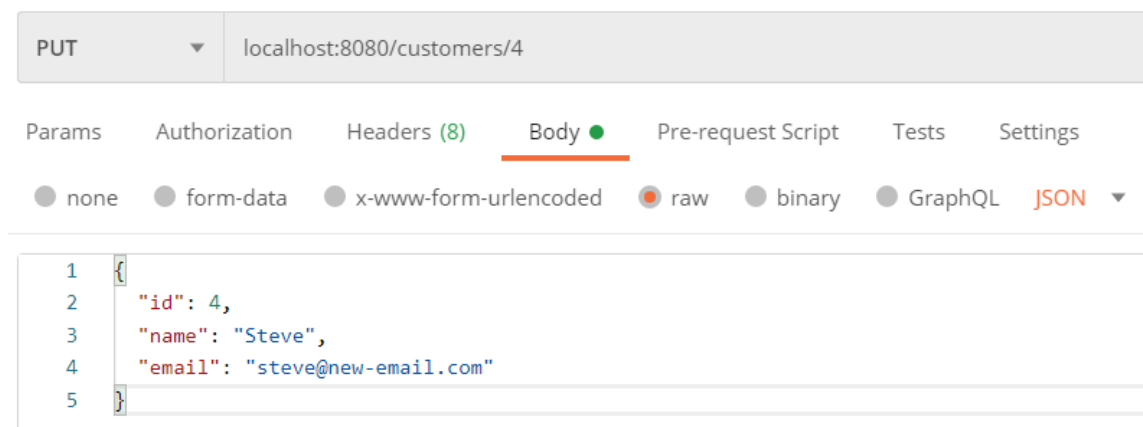 PUT localhost:8080/customers/4
Params Authorization Headers (8) Body Pre-request Script Tests Settings
none form-data x-www-form-urlencoded raw binary GraphQL JSON
1 {
2 "id": 4,
3 "name": "Steve",
4 "email": "steve@new-email.com"
5 }